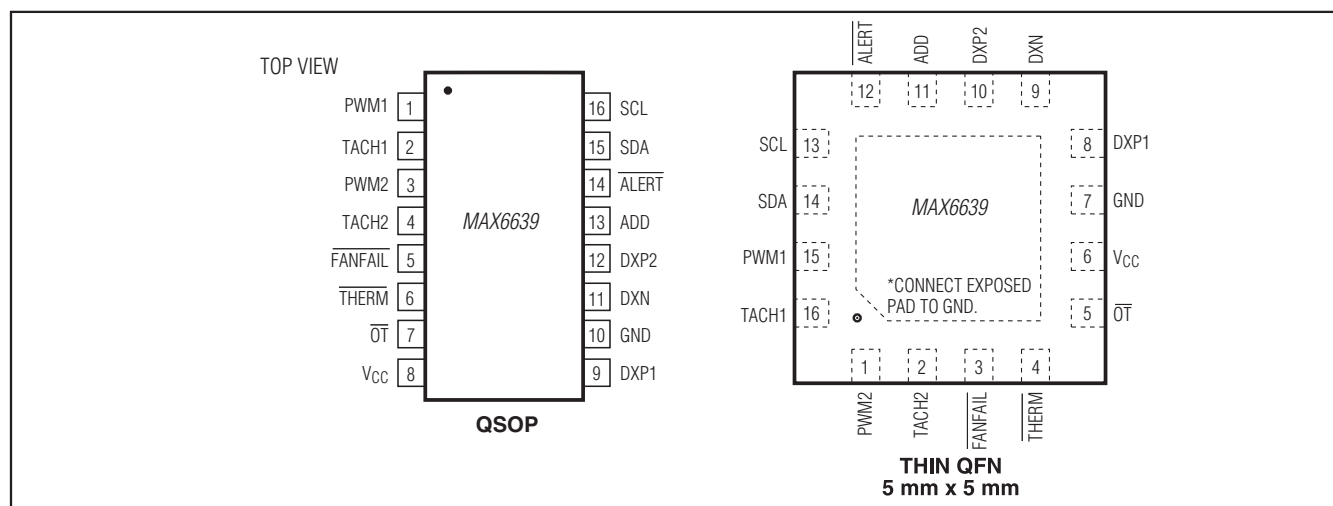 TOP VIEW
PWM1 1
TACH1 2
PWM2 3
TACH2 4
FANFAIL 5
THERM 6
OT 7
VCC 8
MAX6639
16 SCL
15 SDA
14 ALERT
13 ADD
12 DXP2
11 DXN
10 GND
9 DXP1
QSOP
ALERT ADD DXP2 DXN
12 11 10 9
SCL 13
SDA 14
PWM1 15
TACH1 16
MAX6639
*CONNECT EXPOSED
PAD TO GND.
8 DXP1
7 GND
6 VCC
5 OT
1 2 3 4
PWM2 TACH2 FANFAIL THERM
THIN QFN
5 mm x 5 mm